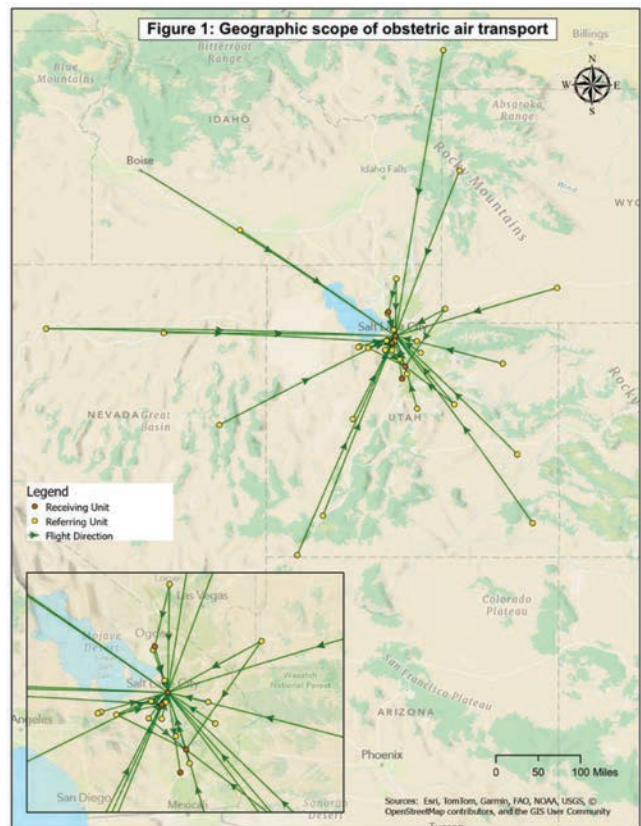 Figure 1: Geographic scope of obstetric air transport
Billings
Bitterroot
Range
Blue
Mountains
N
W
E
S
Absaroka
Range
IDAHO
Rocky Mountains
Boise
Idaho Falls
Wind
WYO
Salt Lake City
Rocky
NEVADA
Great
Basin
UTAH
Legend
Receiving Unit
Referring Unit
Flight Direction
Logan
Las Vegas
Colorado
Plateau
Mojave
Desert
Ogden
Wasatch
National Forest
Salt Lake City
San Francisco Plateau
Angeles
ARIZONA
Phoenix
0 50 100 Miles
San Diego
Mexicali
Sonoran
Desert
Sources: Esri, TomTom, Garmin, FAO, NOAA, USGS, ©
OpenStreetMap contributors, and the GIS User Community